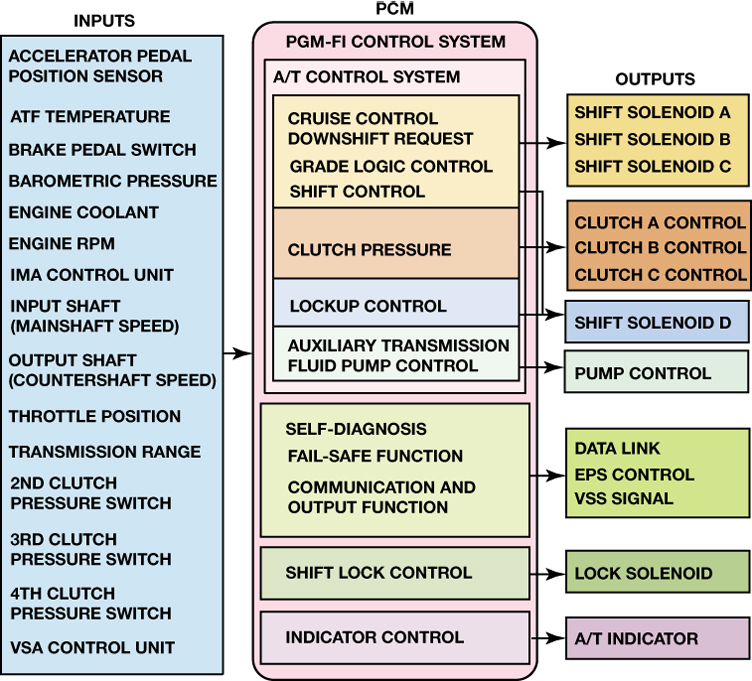 INPUTS
ACCELERATOR PEDAL
POSITION SENSOR
ATF TEMPERATURE
BRAKE PEDAL SWITCH
BAROMETRIC PRESSURE
ENGINE COOLANT
ENGINE RPM
IMA CONTROL UNIT
INPUT SHAFT
(MAINSHAFT SPEED)
OUTPUT SHAFT
(COUNTERSHAFT SPEED)
THROTTLE POSITION
TRANSMISSION RANGE
2ND CLUTCH
PRESSURE SWITCH
3RD CLUTCH
PRESSURE SWITCH
4TH CLUTCH
PRESSURE SWITCH
VSA CONTROL UNIT
PCM
PGM-FI CONTROL SYSTEM
A/T CONTROL SYSTEM
CRUISE CONTROL
DOWNSHIFT REQUEST
GRADE LOGIC CONTROL
SHIFT CONTROL
CLUTCH PRESSURE
LOCKUP CONTROL
AUXILIARY TRANSMISSION
FLUID PUMP CONTROL
SELF-DIAGNOSIS
FAIL-SAFE FUNCTION
COMMUNICATION AND
OUTPUT FUNCTION
SHIFT LOCK CONTROL
INDICATOR CONTROL
OUTPUTS
SHIFT SOLENOID A
SHIFT SOLENOID B
SHIFT SOLENOID C
CLUTCH A CONTROL
CLUTCH B CONTROL
CLUTCH C CONTROL
SHIFT SOLENOID D
PUMP CONTROL
DATA LINK
EPS CONTROL
VSS SIGNAL
LOCK SOLENOID
A/T INDICATOR